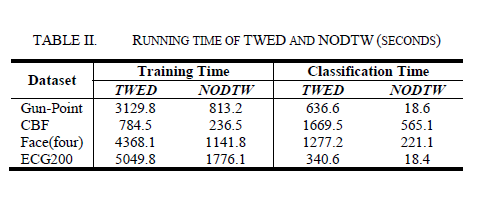 TABLE II. RUNNING TIME OF TWED AND NODTW (SECONDS)
Dataset Training Time Classification Time
TWED NODTW TWED NODTW
Gun-Point 3129.8 813.2 636.6 18.6
CBF 784.5 236.5 1669.5 565.1
Face(four) 4368.1 1141.8 1277.2 221.1
ECG200 5049.8 1776.1 340.6 18.4